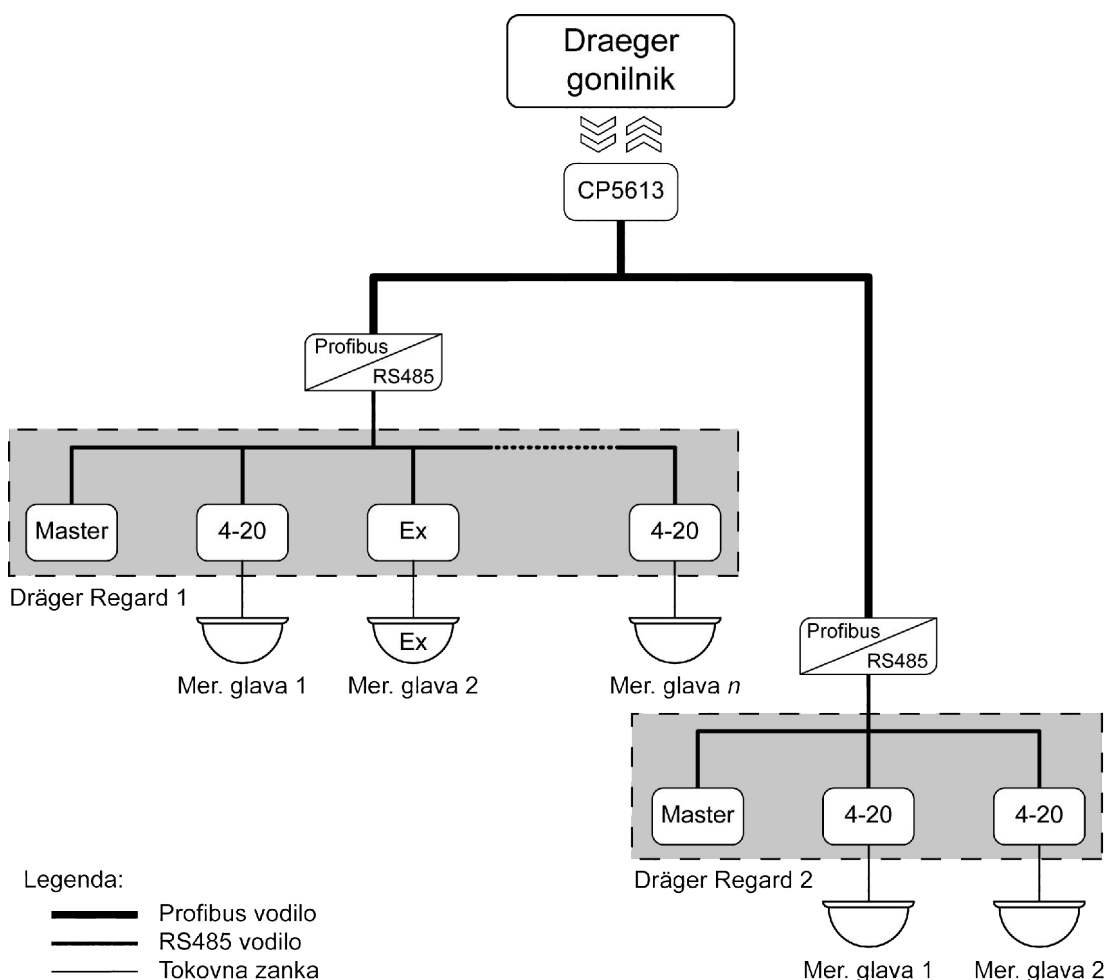 Draeger
gonilnik
CP5613
Profibus
RS485
Master
4-20
Ex
4-20
Dräger Regard 1
Ex
Mer. glava 1
Mer. glava 2
Mer. glava n
Profibus
RS485
Master
4-20
4-20
Dräger Regard 2
Mer. glava 1
Mer. glava 2
Legenda:
Profibus vodilo
RS485 vodilo
Tokovna zanka